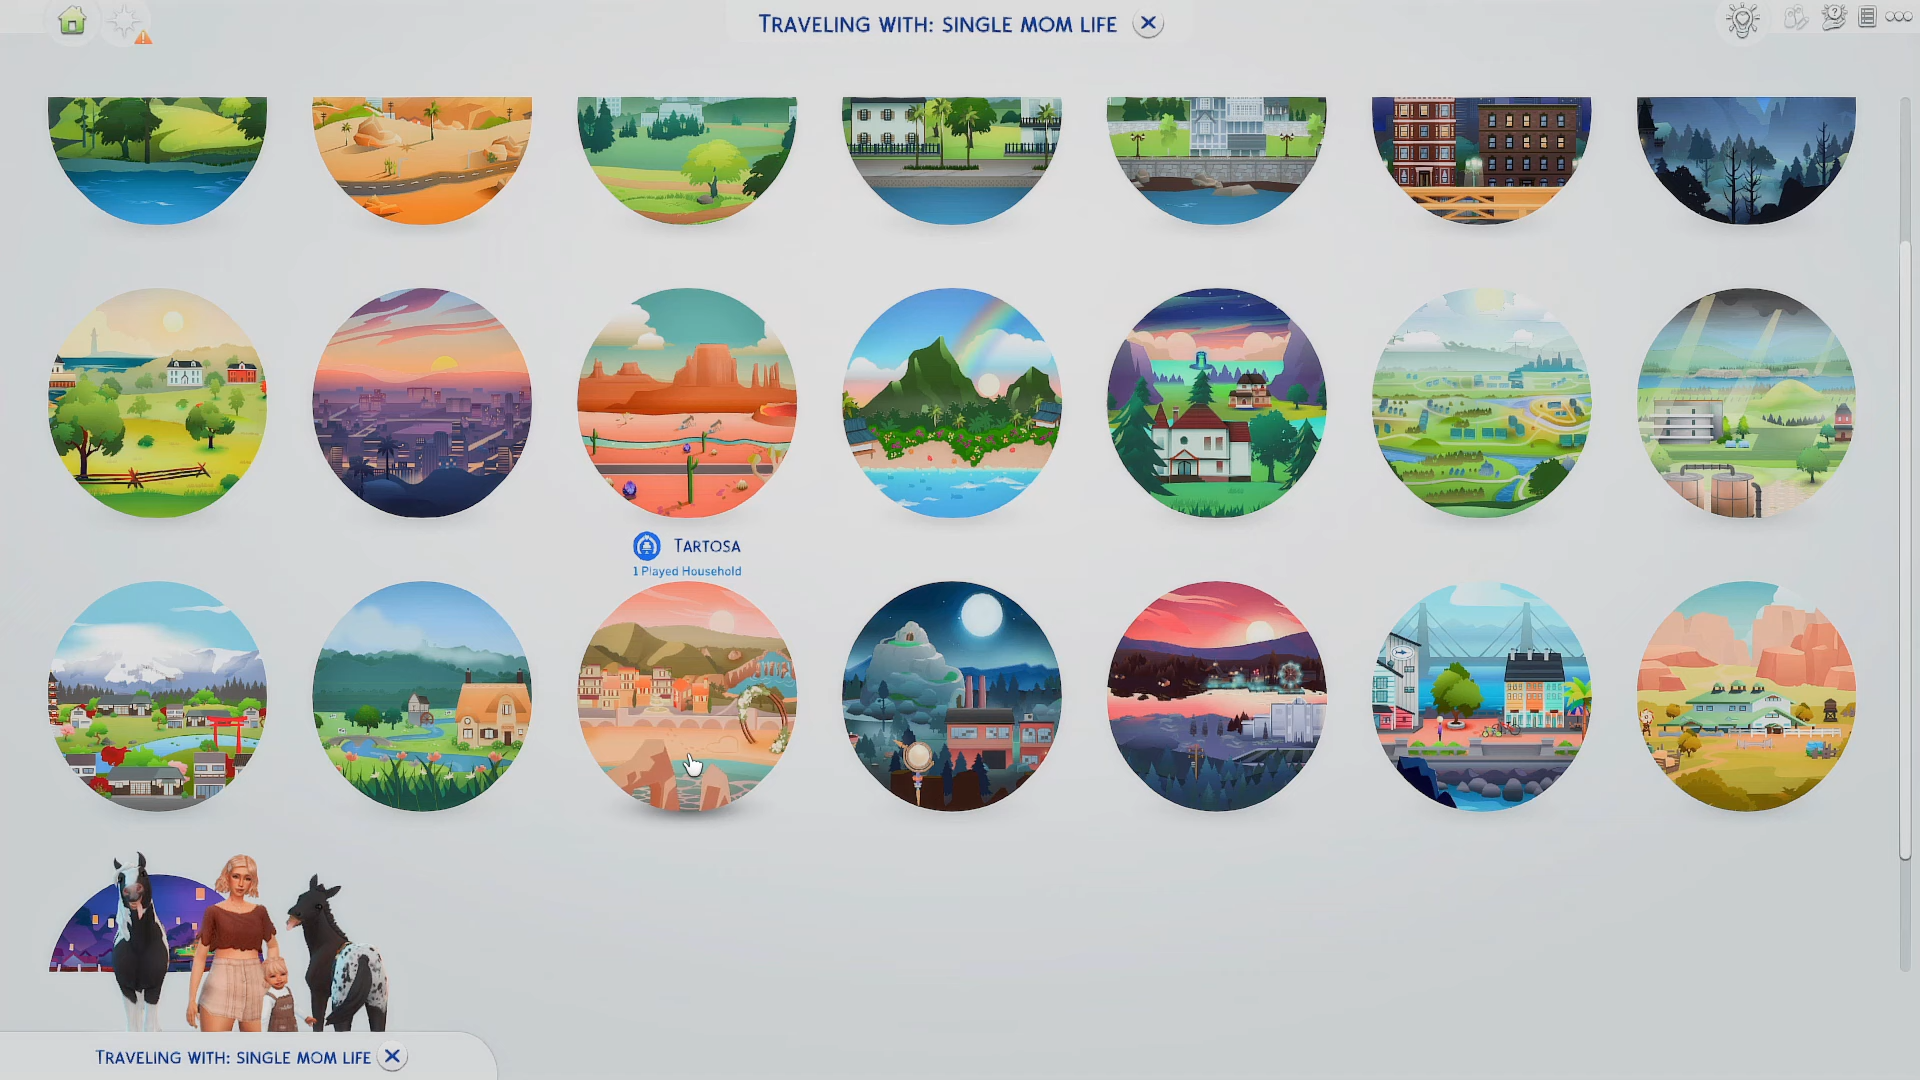 TRAVELING WITH: SINGLE MOM LIFE
TARTOSA
1 Played Household
TRAVELING WITH: SINGLE MOM LIFE